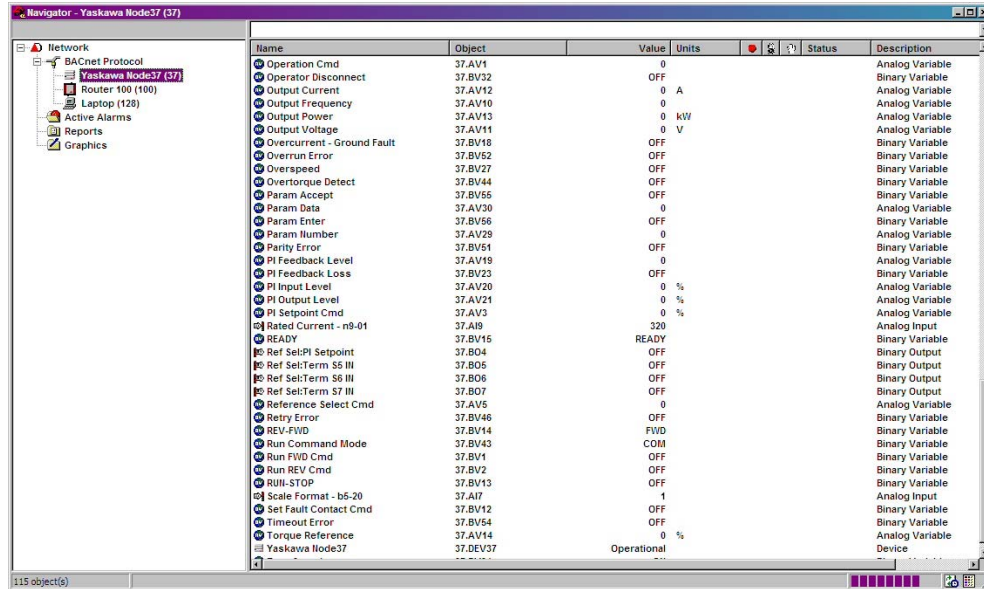 Navigator - Yaskawa Node37 (37)
Network
BACnet Protocol
Yaskawa Node37 (37)
Router 100 (100)
Laptop (128)
Active Alarms
Reports
Graphics
Name Object Value Units Status Description
Operation Cmd 37.AV1 0 Analog Variable
Operator Disconnect 37.BV32 OFF Binary Variable
Output Current 37.AV12 0 A Analog Variable
Output Frequency 37.AV10 0 Analog Variable
Output Power 37.AV13 0 kW Analog Variable
Output Voltage 37.AV11 0 V Analog Variable
Overcurrent - Ground Fault 37.BV18 OFF Binary Variable
Overrun Error 37.BV52 OFF Binary Variable
Overspeed 37.BV27 OFF Binary Variable
Overtorque Detect 37.BV44 OFF Binary Variable
Param Accept 37.BV55 OFF Binary Variable
Param Data 37.AV30 0 Analog Variable
Param Enter 37.BV56 OFF Binary Variable
Param Number 37.AV29 0 Analog Variable
Parity Error 37.BV51 OFF Binary Variable
PI Feedback Level 37.AV19 0 Analog Variable
PI Feedback Loss 37.BV23 OFF Binary Variable
PI Input Level 37.AV20 0 % Analog Variable
PI Output Level 37.AV21 0 % Analog Variable
PI Setpoint Cmd 37.AV3 0 % Analog Variable
Rated Current - n9-01 37.AI9 320 Analog Input
READY 37.BV15 READY Binary Variable
Ref Sel:PI Setpoint 37.BO4 OFF Binary Output
Ref Sel:Term S5 IN 37.BO5 OFF Binary Output
Ref Sel:Term S6 IN 37.BO6 OFF Binary Output
Ref Sel:Term S7 IN 37.BO7 OFF Binary Output
Reference Select Cmd 37.AV5 0 Analog Variable
Retry Error 37.BV46 OFF Binary Variable
REV-FWD 37.BV14 FWD Binary Variable
Run Command Mode 37.BV43 COM Binary Variable
Run FWD Cmd 37.BV1 OFF Binary Variable
Run REV Cmd 37.BV2 OFF Binary Variable
RUN-STOP 37.BV13 OFF Binary Variable
Scale Format - b5-20 37.AI7 1 Analog Input
Set Fault Contact Cmd 37.BV12 OFF Binary Variable
Timeout Error 37.BV54 OFF Binary Variable
Torque Reference 37.AV14 0 % Analog Variable
Yaskawa Node37 37.DEV37 Operational Device
115 object(s)